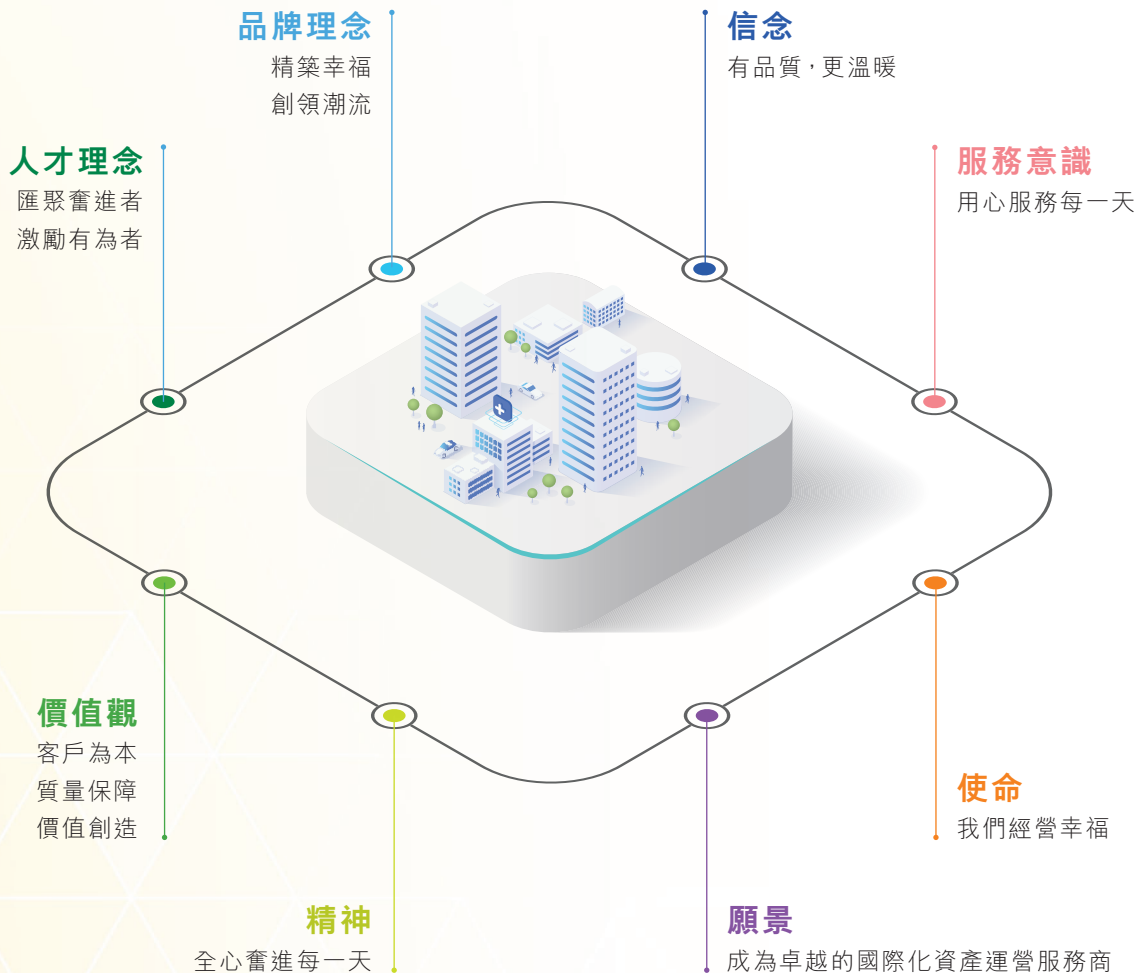 品牌理念
精築幸福
創領潮流
信念
有品質，更溫暖
人才理念
匯聚奮進者
激勵有為者
服務意識
用心服務每一天
價值觀
客戶為本
質量保障
價值創造
使命
我們經營幸福
精神
全心奮進每一天
願景
成為卓越的國際化資產運營服務商